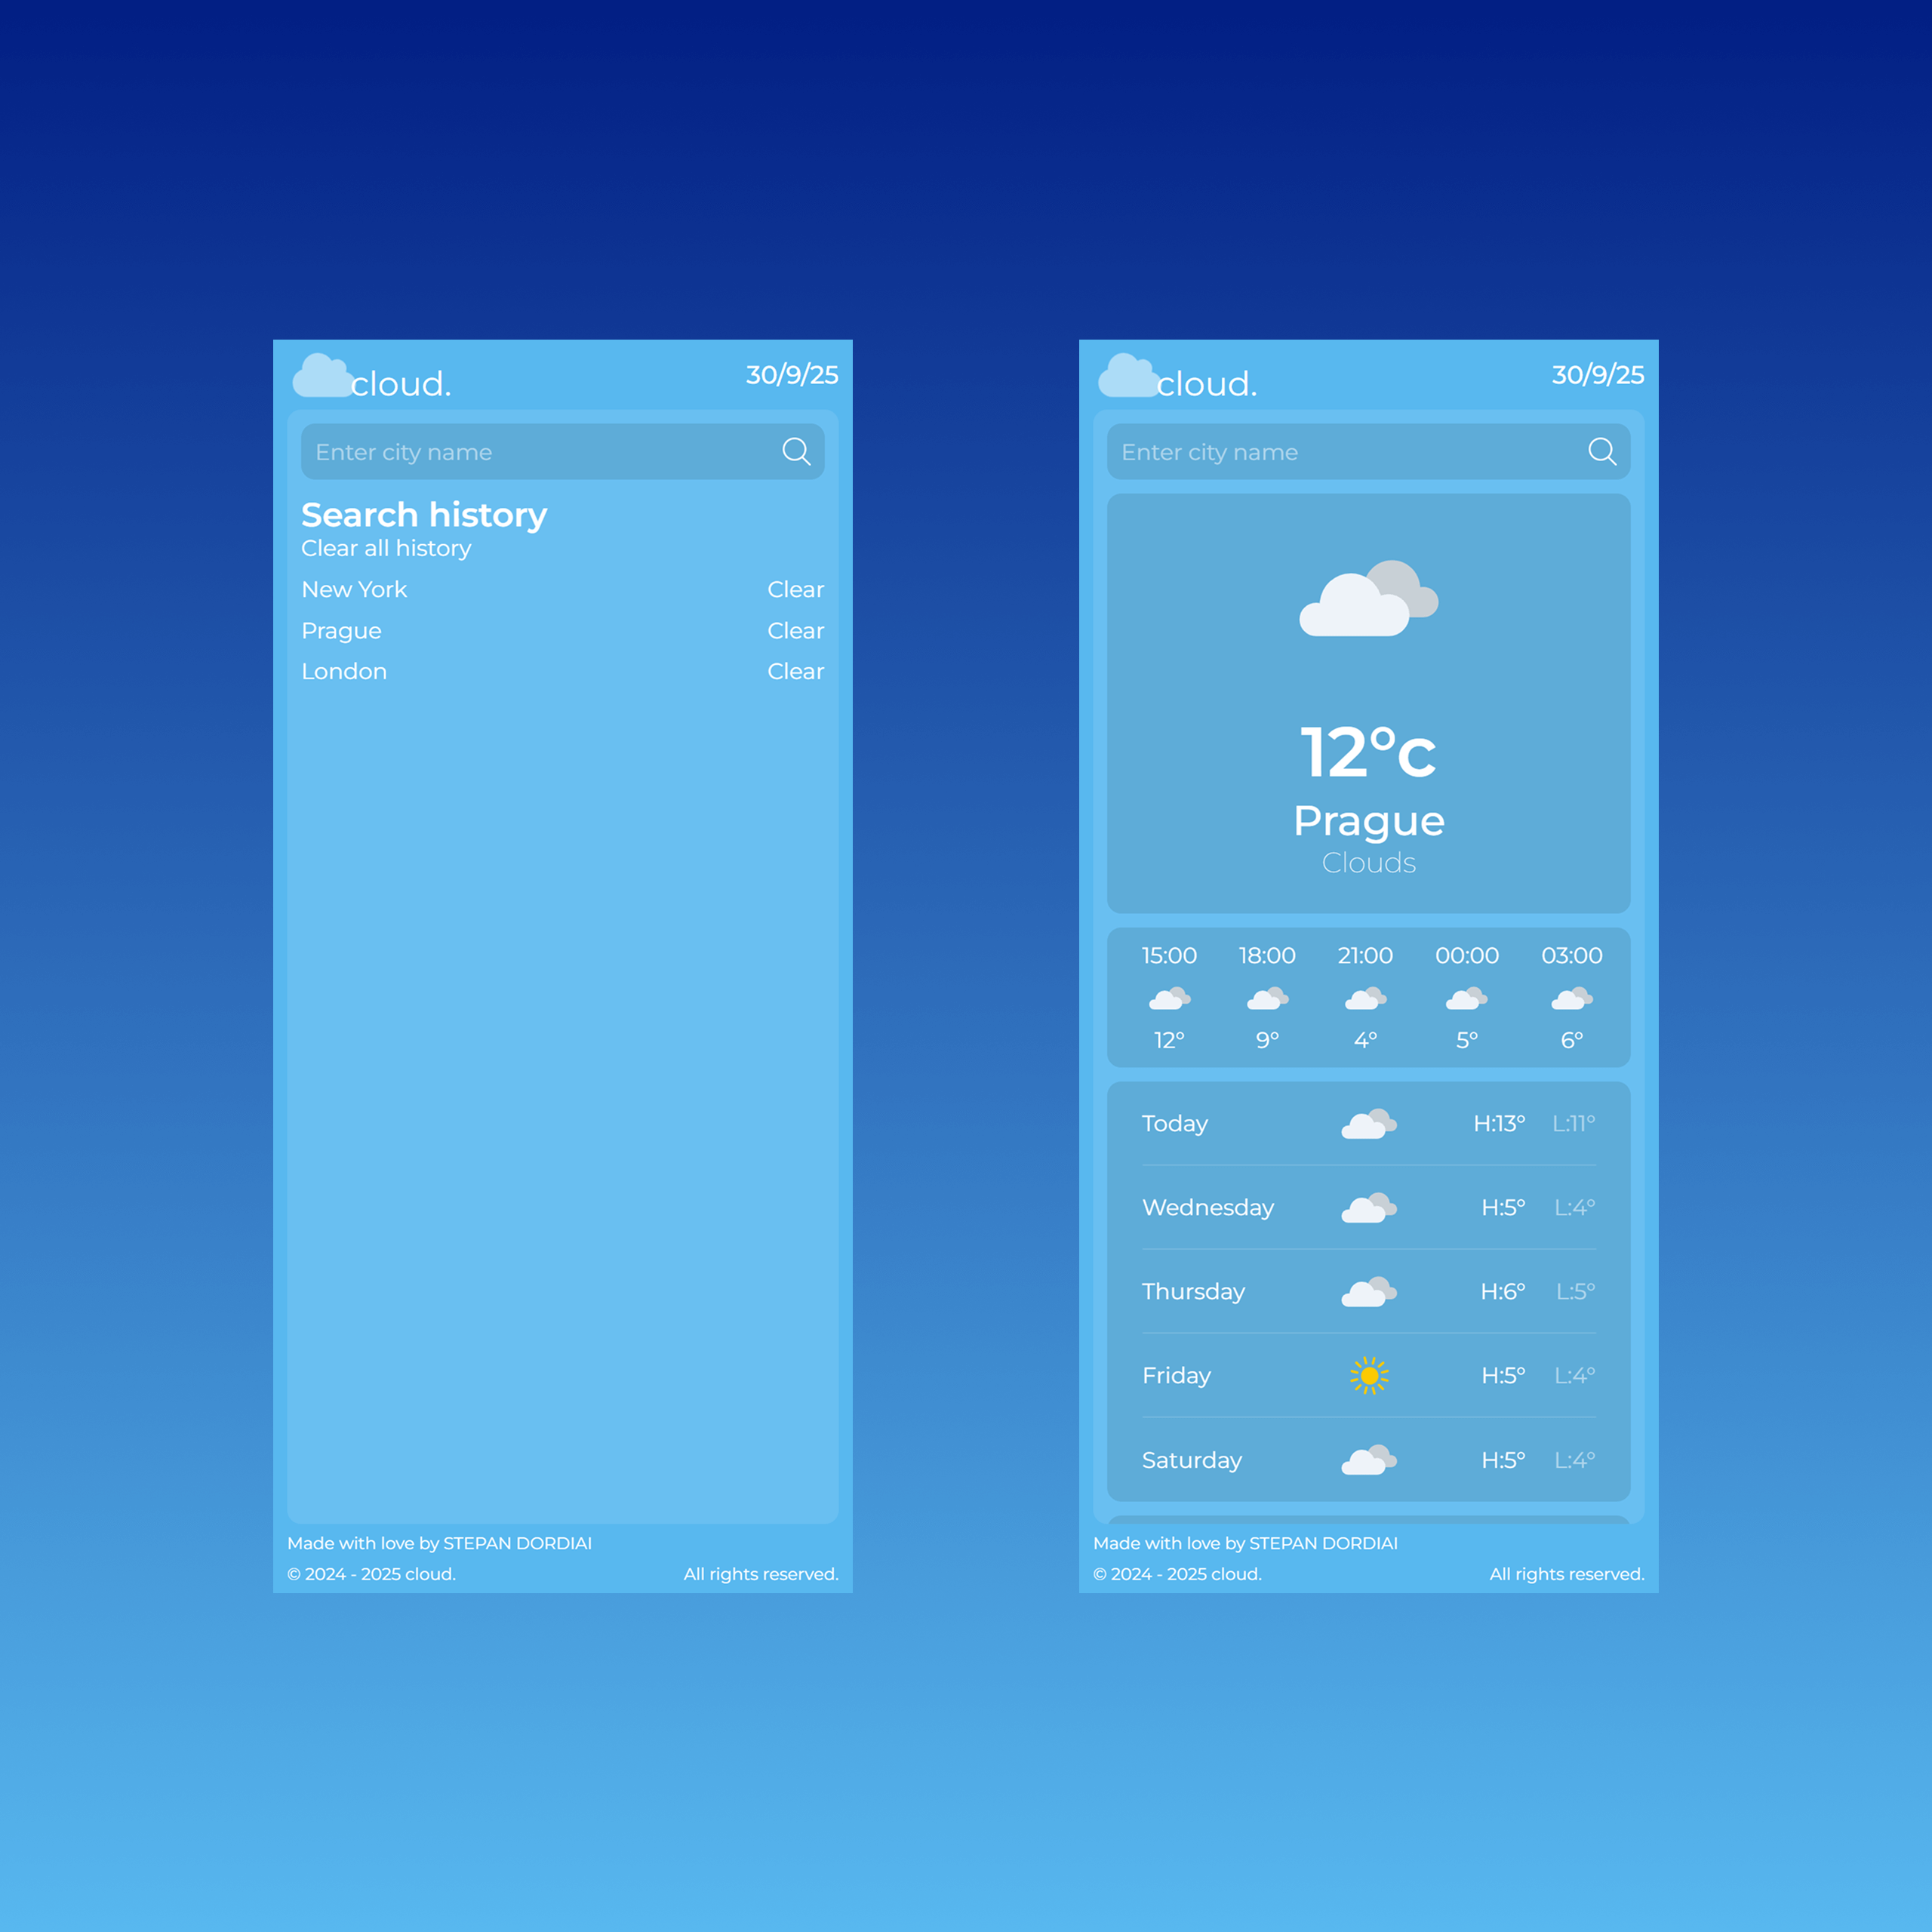 cloud. 30/9/25
Enter city name
Search history
Clear all history
New York Clear
Prague Clear
London Clear
Made with love by STEPAN DORDIAI
© 2024 - 2025 cloud. All rights reserved.
cloud. 30/9/25
Enter city name
12°c
Prague
Clouds
15:00 18:00 21:00 00:00 03:00
12° 9° 4° 5° 6°
Today H:13° L:11°
Wednesday H:5° L:4°
Thursday H:6° L:5°
Friday H:5° L:4°
Saturday H:5° L:4°
Made with love by STEPAN DORDIAI
© 2024 - 2025 cloud. All rights reserved.